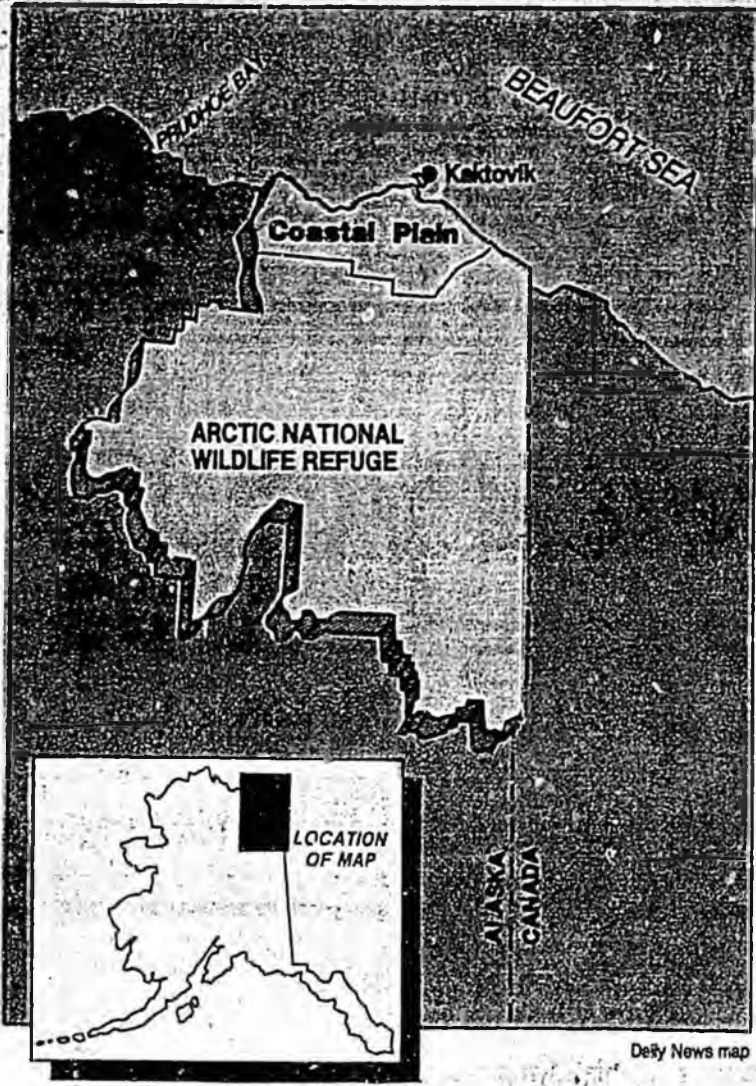 PRUDHOE BAY
BEAUFORT SEA
Kaktovik
Coastal Plain
ARCTIC NATIONAL
WILDLIFE REFUGE
LOCATION
OF MAP
ALASKA
CANADA
Daily News map